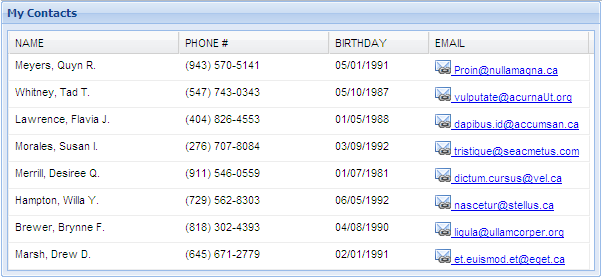 My Contacts
NAME PHONE # BIRTHDAY EMAIL
Meyers, Quyn R. (943) 570-5141 05/01/1991 Proin@nullamagna.ca
Whitney, Tad T. (547) 743-0343 05/10/1987 vulputate@acurnaUt.org
Lawrence, Flavia J. (404) 826-4553 01/05/1988 dapibus.id@accumsan.ca
Morales, Susan I. (276) 707-8084 03/09/1992 tristique@seacmetus.com
Merrill, Desiree Q. (911) 546-0559 01/07/1981 dictum.cursus@vel.ca
Hampton, Willa Y. (729) 562-8303 06/05/1992 nascetur@stellus.ca
Brewer, Brynne F. (818) 302-4393 04/08/1990 ligula@ullamcorper.org
Marsh, Drew D. (645) 671-2779 02/01/1991 et.euismod.et@eget.ca